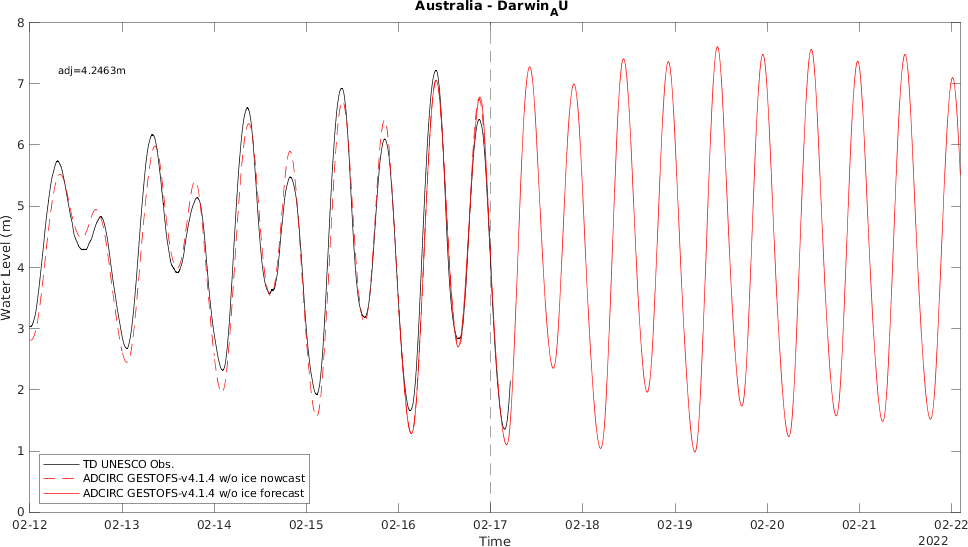 Australia - Darwin_AU
8
7
adj=4.2463m
6
5
4
3
2
1
0
Water Level (m)
TD UNESCO Obs.
ADCIRC GESTOFS-v4.1.4 w/o ice nowcast
ADCIRC GESTOFS-v4.1.4 w/o ice forecast
02-12 02-13 02-14 02-15 02-16 02-17 02-18 02-19 02-20 02-21 02-22
Time
2022